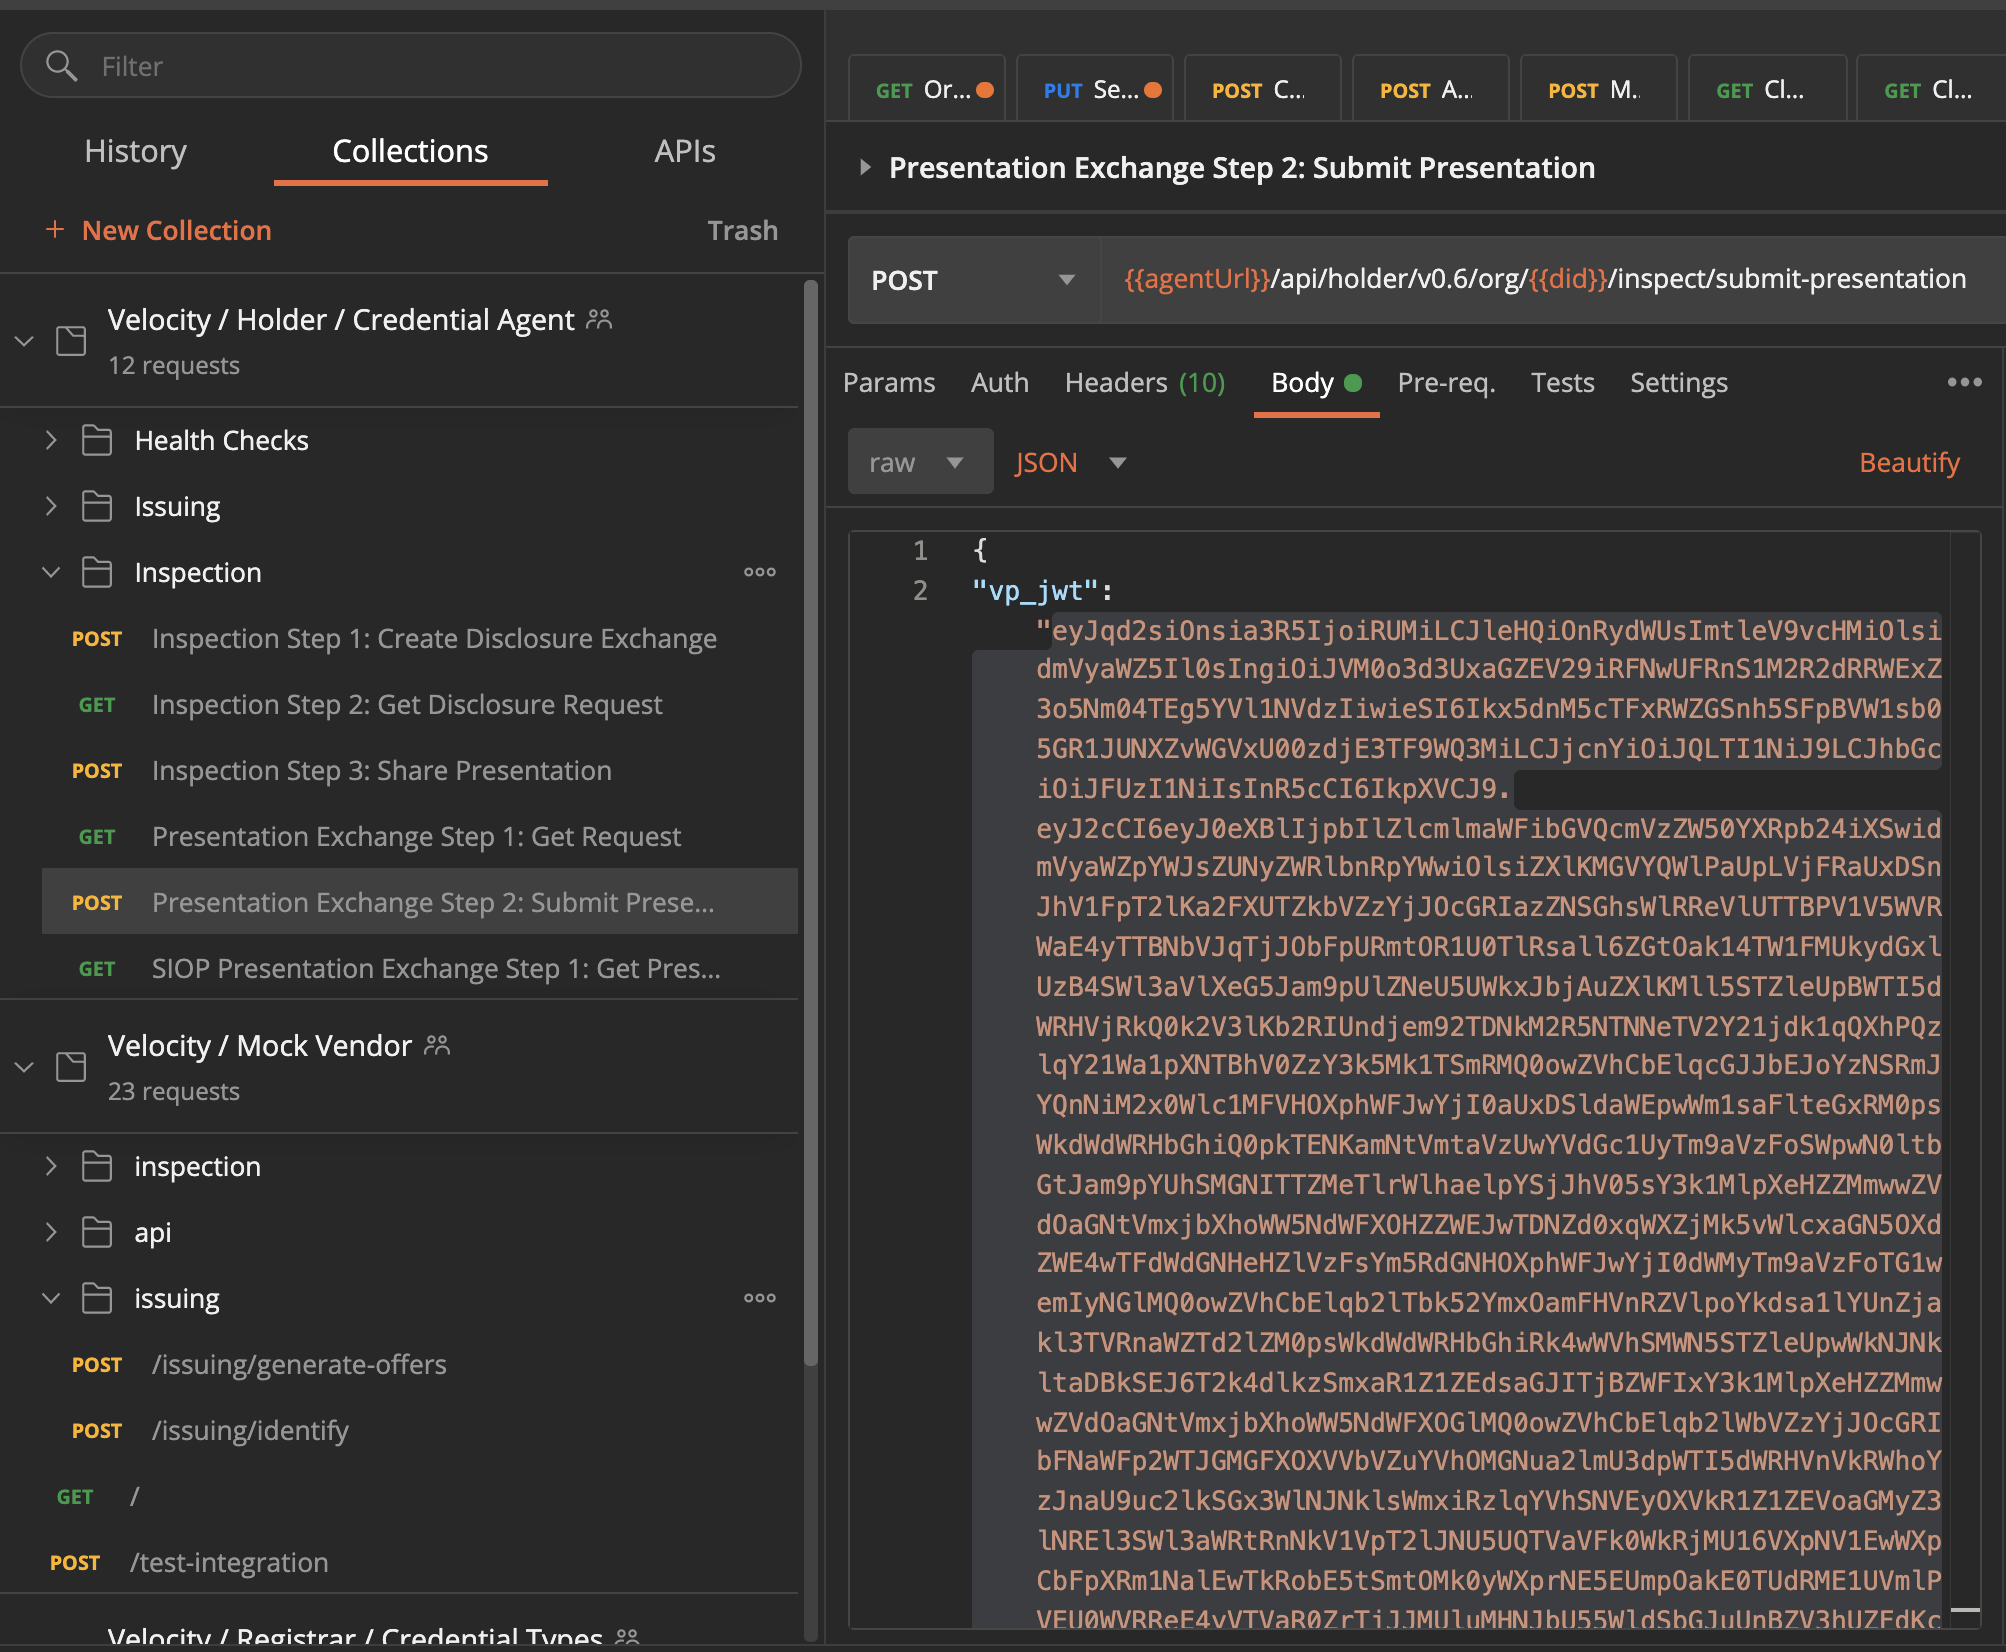 Filter
History
Collections
APIs
+ New Collection
Trash
Velocity / Holder / Credential Agent
12 requests
Health Checks
Issuing
Inspection
POST Inspection Step 1: Create Disclosure Exchange
GET Inspection Step 2: Get Disclosure Request
POST Inspection Step 3: Share Presentation
GET Presentation Exchange Step 1: Get Request
POST Presentation Exchange Step 2: Submit Prese...
GET SIOP Presentation Exchange Step 1: Get Pres...
Velocity / Mock Vendor
23 requests
inspection
api
issuing
POST /issuing/generate-offers
POST /issuing/identify
GET /
POST /test-integration
Velocity / Registrar / Credential Types
GET Or...
PUT Se...
POST C...
POST A...
POST M..
GET Cl...
GET Cl...
Presentation Exchange Step 2: Submit Presentation
POST
{{agentUrl}}/api/holder/v0.6/org/{{did}}/inspect/submit-presentation
Params
Auth
Headers (10)
Body
Pre-req.
Tests
Settings
raw
JSON
Beautify
1 {
2 "vp_jwt":
"eyJqd2siOnsia3R5IjoiRUMiLCJleHQiOnRydWUsImtleV9vcHMiOlsi
dmVyaWZ5Il0sIngiOiJVM0o3d3UxaGZEV29iRFNwUFRnS1M2R2dRRWExZ
3o5Nm04TEg5YVl1NVdzIiwieSI6Ikx5dnM5cTFxRWZGSnh5SFpBVW1sb0
5GR1JUNXZvWGVxU00zdjE3TF9WQ3MiLCJjcnYiOiJQLTI1NiJ9LCJhbGc
iOiJFUzI1NiIsInR5cCI6IkpXVCJ9.
eyJ2cCI6eyJ0eXBlIjpbIlZlcmlmaWFibGVQcmVzZW50YXRpb24iXSwid
mVyaWZpYWJsZUNyZWRlbnRpYWwiOlsiZXlKMGVYQWlPaUpLVjFRaUxDSn
JhV1FpT2lKa2FXUTZkbVZzYjJOcGRIazZNSGhsWlRReVlUTTBPV1V5WVR
WaE4yTTBNbVJqTjJObFpURmtOR1U0TlRsall6ZGtOak14TW1FMUkydGxl
UzB4SWl3aVlXeG5Jam9pUlZNeU5UWkxJbjAuZXlKMll5STZleUpBWTI5d
WRHVjRkQ0k2V3lKb2RIUndjem92TDNkM2R5NTNNeTV2Y21jdk1qQXhPQz
lqY21Wa1pXNTBhV0ZzY3k5Mk1TSmRMQ0owZVhCbElqcGJJbEJoYzNSRmJ
YQnNiM2x0Wlc1MFVHOXphWFJwYjI0aUxDSldaWEpwWm1saFlteGxRM0ps
WkdWdWRHbGhiQ0pkTENKamNtVmtaVzUwYVdGc1UyTm9aVzFoSWpwN0ltb
GtJam9pYUhSMGNITTZMeTlrWlhaelpYSjJhV05sY3k1MlpXeHZZMmwwZV
dOaGNtVmxjbXhoWW5NdWFXOHZZWEJwTDNZd0xqWXZjMk5vWlcxaGN5OXd
ZWE4wTFdWdGNHeHZlVzFsYm5RdGNHOXphWFJwYjI0dWMyTm9aVzFoTG1w
emIyNGlMQ0owZVhCbElqb2lTbk52YmxOamFHVnRZVlpoYkdsa1lYUnZja
kl3TVRnaWZTd2lZM0psWkdWdWRHbGhiRk4wWVhSMWN5STZleUpwWkNJNk
ltaDBkSEJ6T2k4dlkzSmxaR1Z1ZEdsaGJITjBZWFIxY3k1MlpXeHZZMmw
wZVdOaGNtVmxjbXhoWW5NdWFXOGlMQ0owZVhCbElqb2lWbVZzYjJOcGRI
bFNaWFp2WTJGMGFXOXVVbVZuYVhOMGNua2lmU3dpWTI5dWRHVnVkRWhoY
zJnaU9uc2lkSGx3WlNJNklsWmxiRzlqYVhSNVEyOXVkR1Z1ZEVoaGMyZ3
lNREl3SWl3aWRtRnNkV1VpT2lJNU5UQTVaVFk0WkRjMU16VXpNV1EwWXp
CbFpXRm1NalEwTkRobE5tSmtOMk0yWXprNE5EUmpOakE0TUdRME1UVmlP